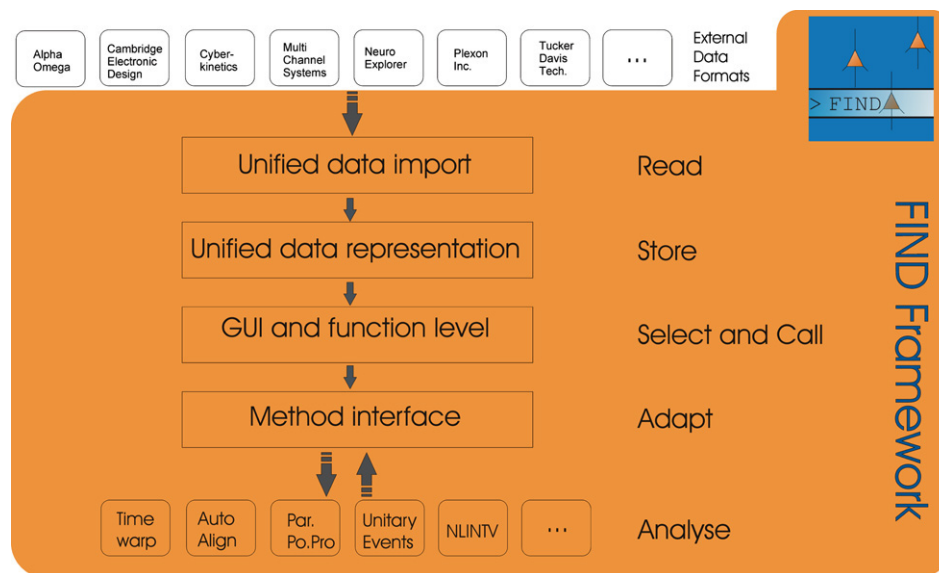 Alpha
Omega
Cambridge
Electronic
Design
Cyber-
kinetics
Multi
Channel
Systems
Neuro
Explorer
Plexon
Inc.
Tucker
Davis
Tech.
...
External
Data
Formats
> FIND
Unified data import
Read
Unified data representation
Store
GUI and function level
Select and Call
Method interface
Adapt
Time
warp
Auto
Align
Par.
Po.Pro
Unitary
Events
NLINTV
...
Analyse
FIND Framework